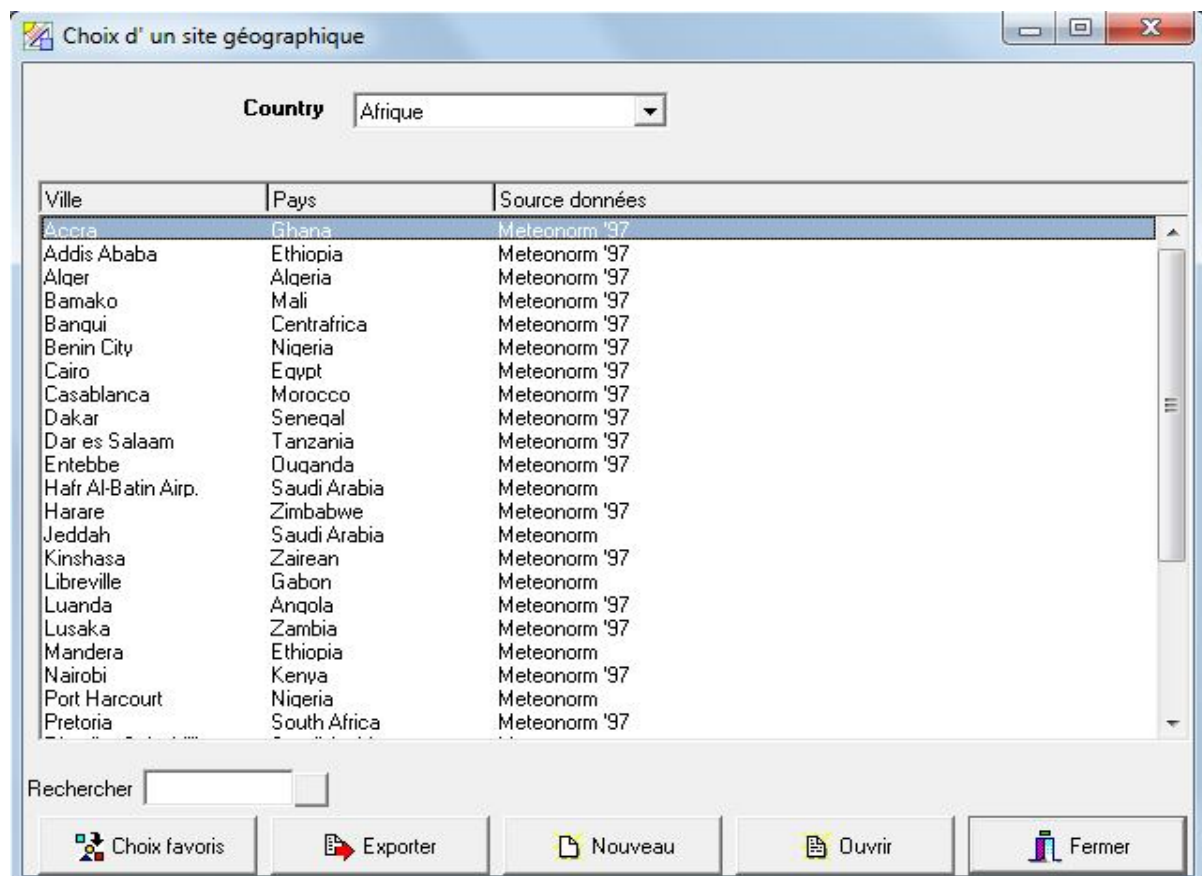 Choix d' un site géographique
Country Afrique
Ville Pays Source données
Accra Ghana Meteonorm '97
Addis Ababa Ethiopia Meteonorm '97
Alger Algeria Meteonorm '97
Bamako Mali Meteonorm '97
Bangui Centrafrica Meteonorm '97
Benin City Nigeria Meteonorm '97
Cairo Egypt Meteonorm '97
Casablanca Morocco Meteonorm '97
Dakar Senegal Meteonorm '97
Dar es Salaam Tanzania Meteonorm '97
Entebbe Ouganda Meteonorm '97
Hafr Al-Batin Airp. Saudi Arabia Meteonorm
Harare Zimbabwe Meteonorm '97
Jeddah Saudi Arabia Meteonorm
Kinshasa Zairean Meteonorm '97
Libreville Gabon Meteonorm
Luanda Angola Meteonorm '97
Lusaka Zambia Meteonorm '97
Mandera Ethiopia Meteonorm
Nairobi Kenya Meteonorm '97
Port Harcourt Nigeria Meteonorm
Pretoria South Africa Meteonorm '97
Rechercher
Choix favoris Exporter Nouveau Ouvrir Fermer